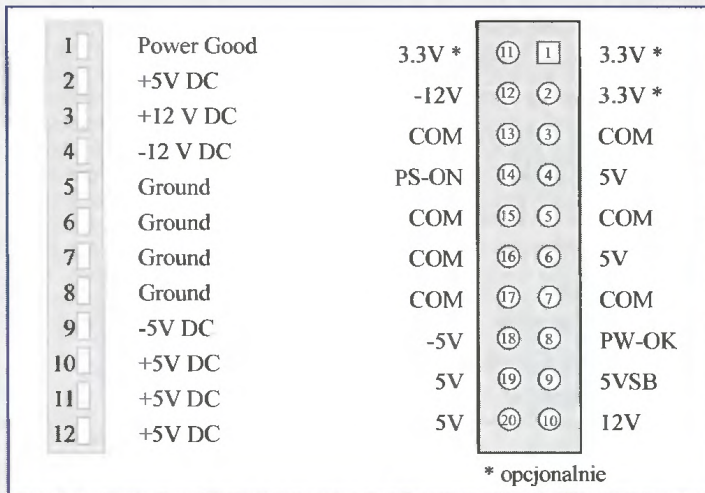 1 Power Good
2 +5V DC
3 +12 V DC
4 -12 V DC
5 Ground
6 Ground
7 Ground
8 Ground
9 -5V DC
10 +5V DC
11 +5V DC
12 +5V DC
3.3V * 11 1 3.3V *
-12V 12 2 3.3V *
COM 13 3 COM
PS-ON 14 4 5V
COM 15 5 COM
COM 16 6 5V
COM 17 7 COM
-5V 18 8 PW-OK
5V 19 9 5VSB
5V 20 10 12V
* opcjonalnie